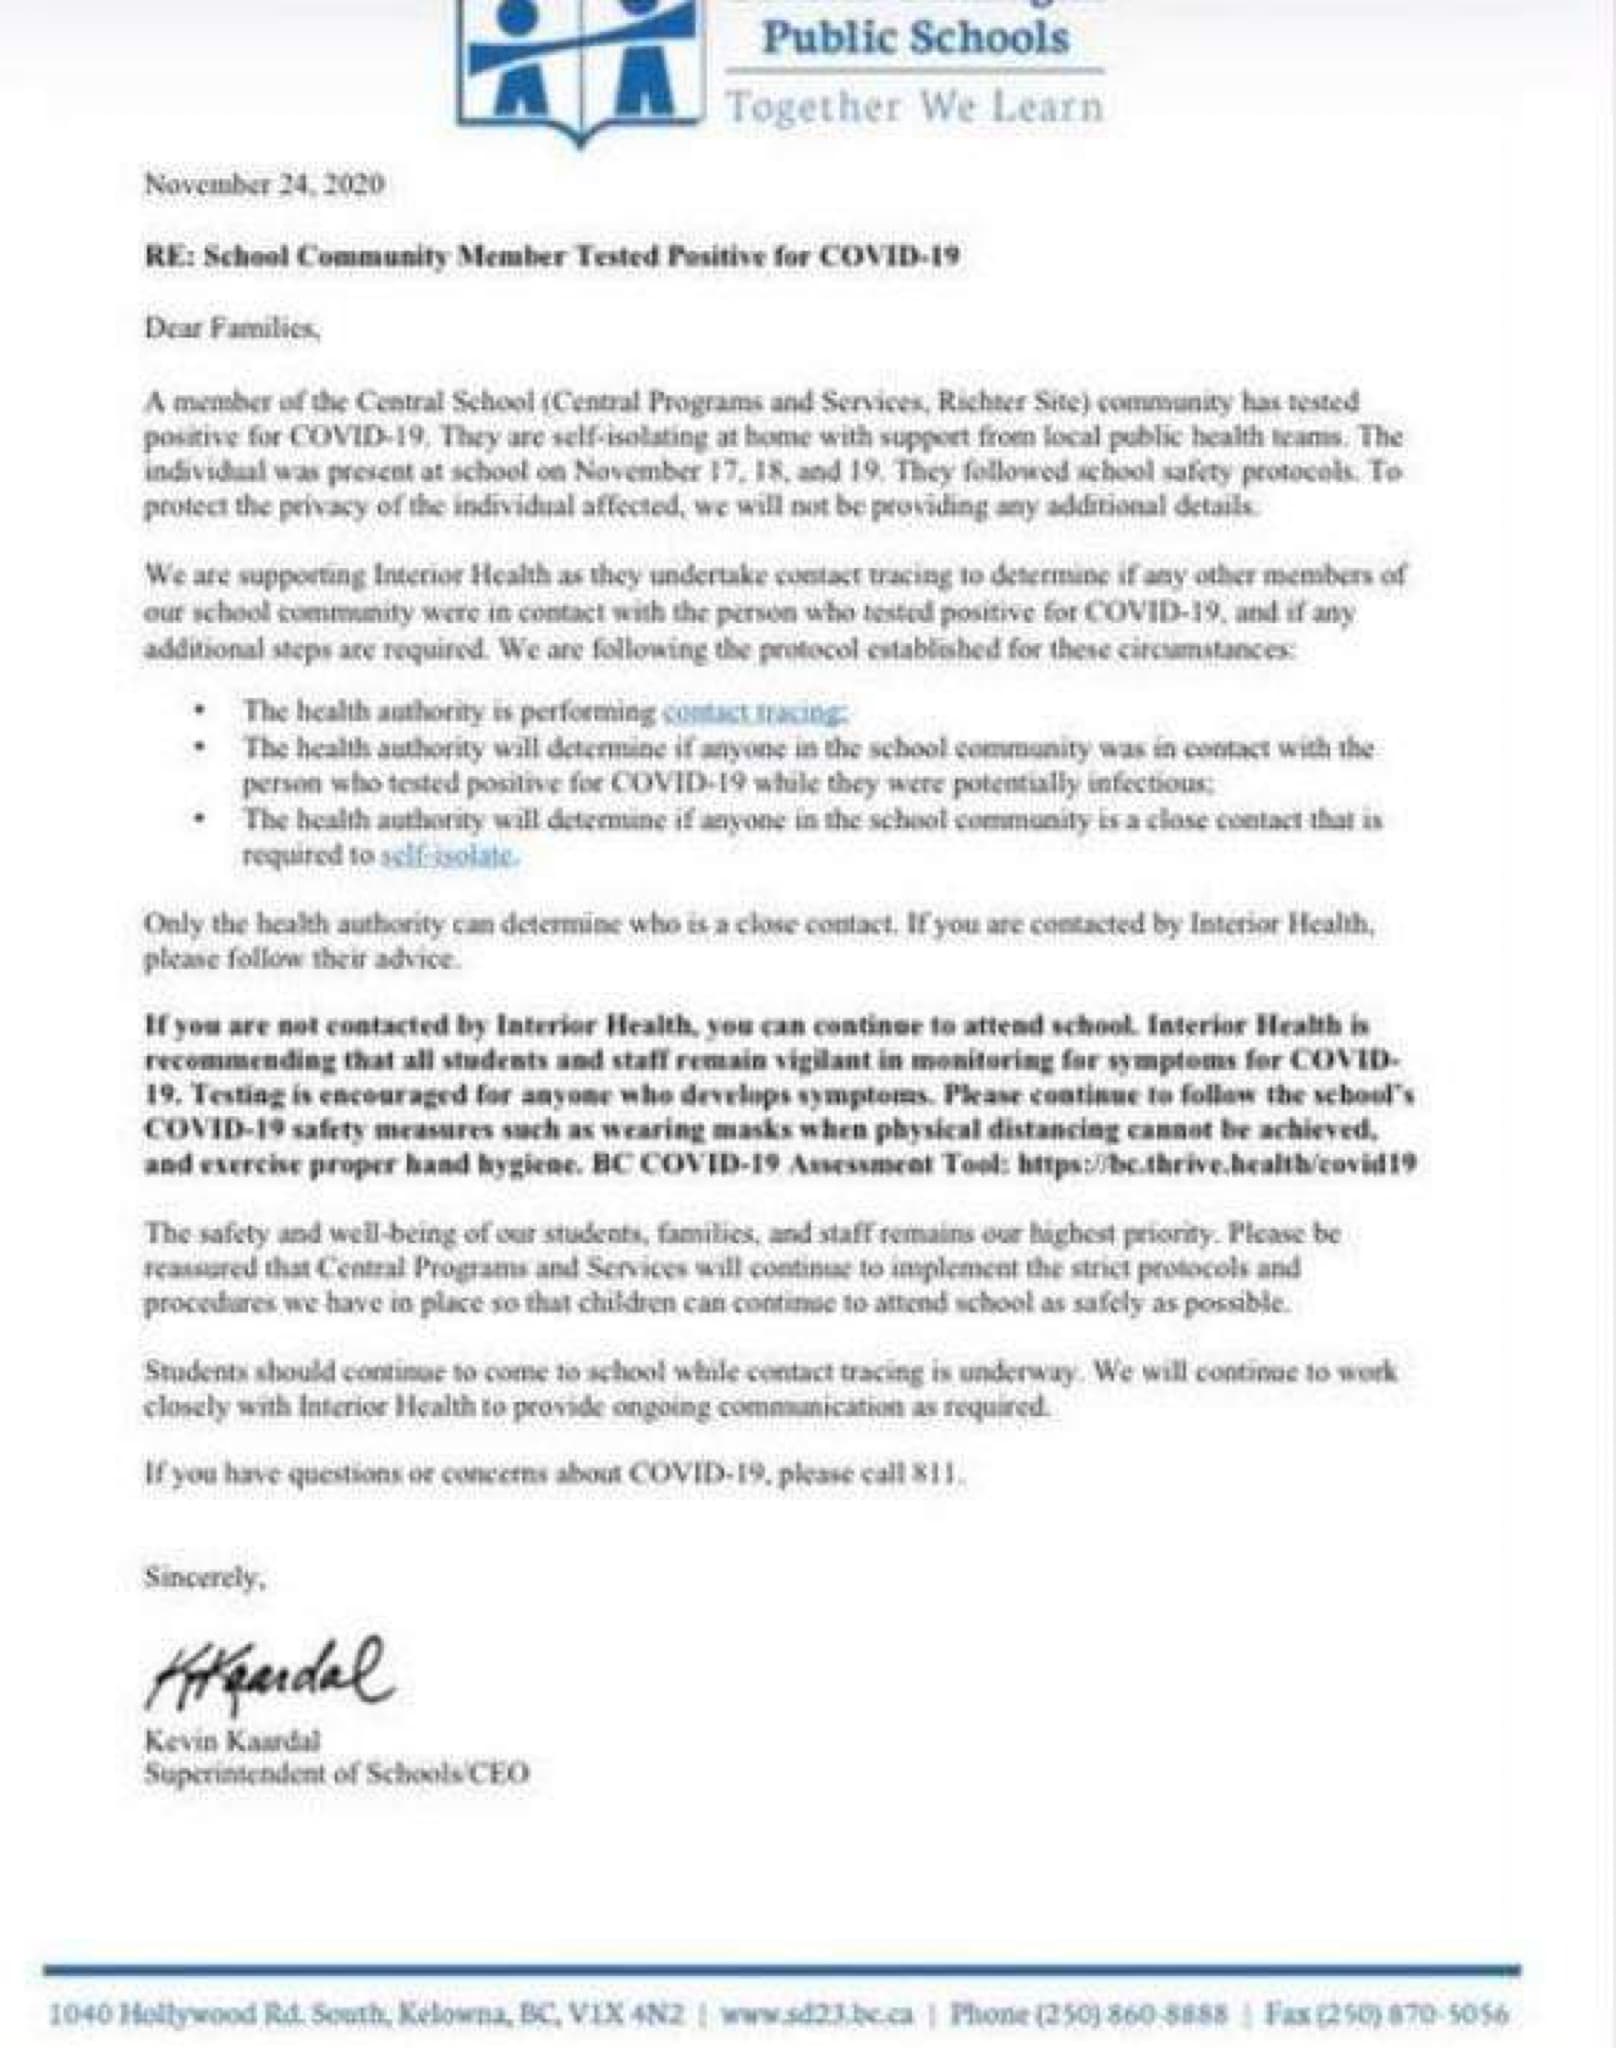 Public Schools
Together We Learn
November 24, 2020
RE: School Community Member Tested Positive for COVID-19
Dear Families,
A member of the Central School (Central Programs and Services, Richter Site) community has tested
positive for COVID-19. They are self-isolating at home with support from local public health teams. The
individual was present at school on November 17, 18, and 19. They followed school safety protocols. To
protect the privacy of the individual affected, we will not be providing any additional details.
We are supporting Interior Health as they undertake contact tracing to determine if any other members of
our school community were in contact with the person who tested positive for COVID-19, and if any
additional steps are required. We are following the protocol established for these circumstances:
• The health authority is performing contact tracing;
• The health authority will determine if anyone in the school community was in contact with the
person who tested positive for COVID-19 while they were potentially infectious;
• The health authority will determine if anyone in the school community is a close contact that is
required to self-isolate.
Only the health authority can determine who is a close contact. If you are contacted by Interior Health,
please follow their advice.
If you are not contacted by Interior Health, you can continue to attend school. Interior Health is
recommending that all students and staff remain vigilant in monitoring for symptoms for COVID-
19. Testing is encouraged for anyone who develops symptoms. Please continue to follow the school's
COVID-19 safety measures such as wearing masks when physical distancing cannot be achieved,
and exercise proper hand hygiene. BC COVID-19 Assessment Tool: https://bc.thrive.health/covid19
The safety and well-being of our students, families, and staff remains our highest priority. Please be
reassured that Central Programs and Services will continue to implement the strict protocols and
procedures we have in place so that children can continue to attend school as safely as possible.
Students should continue to come to school while contact tracing is underway. We will continue to work
closely with Interior Health to provide ongoing communication as required.
If you have questions or concerns about COVID-19, please call 811.
Sincerely,
KKaardal
Kevin Kaardal
Superintendent of Schools/CEO
1040 Hollywood Rd. South, Kelowna, BC, V1X 4N2 | www.sd23.bc.ca | Phone (250) 860-8888 | Fax (250) 870-5056